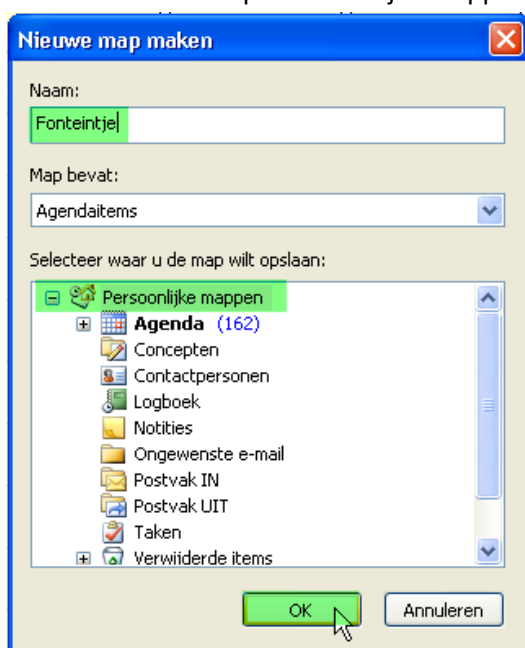 Nieuwe map maken
Naam:
Fonteintje
Map bevat:
Agendaitems
Selecteer waar u de map wilt opslaan:
Persoonlijke mappen
Agenda (162)
Concepten
Contactpersonen
Logboek
Notities
Ongewenste e-mail
Postvak IN
Postvak UIT
Taken
Verwijderde items
OK Annuleren